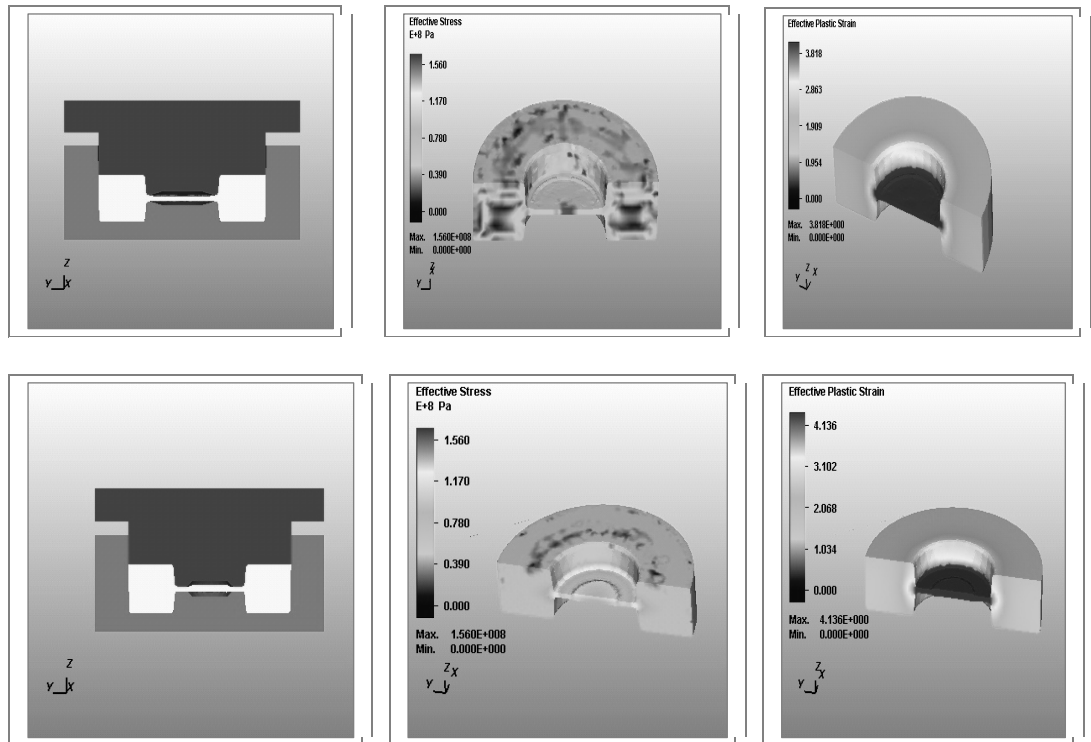 Z
Y X
Effective Stress
E+8 Pa
1.560
1.170
0.780
0.390
0.000
Max. 1.560E+008
Min. 0.000E+000
Z
X
Y
Effective Plastic Strain
3.818
2.863
1.909
0.954
0.000
Max. 3.818E+000
Min. 0.000E+000
Y Z X
Z
Y X
Effective Stress
E+8 Pa
1.560
1.170
0.780
0.390
0.000
Max. 1.560E+008
Min. 0.000E+000
Z X
Y
Effective Plastic Strain
4.136
3.102
2.068
1.034
0.000
Max. 4.136E+000
Min. 0.000E+000
Z X
Y